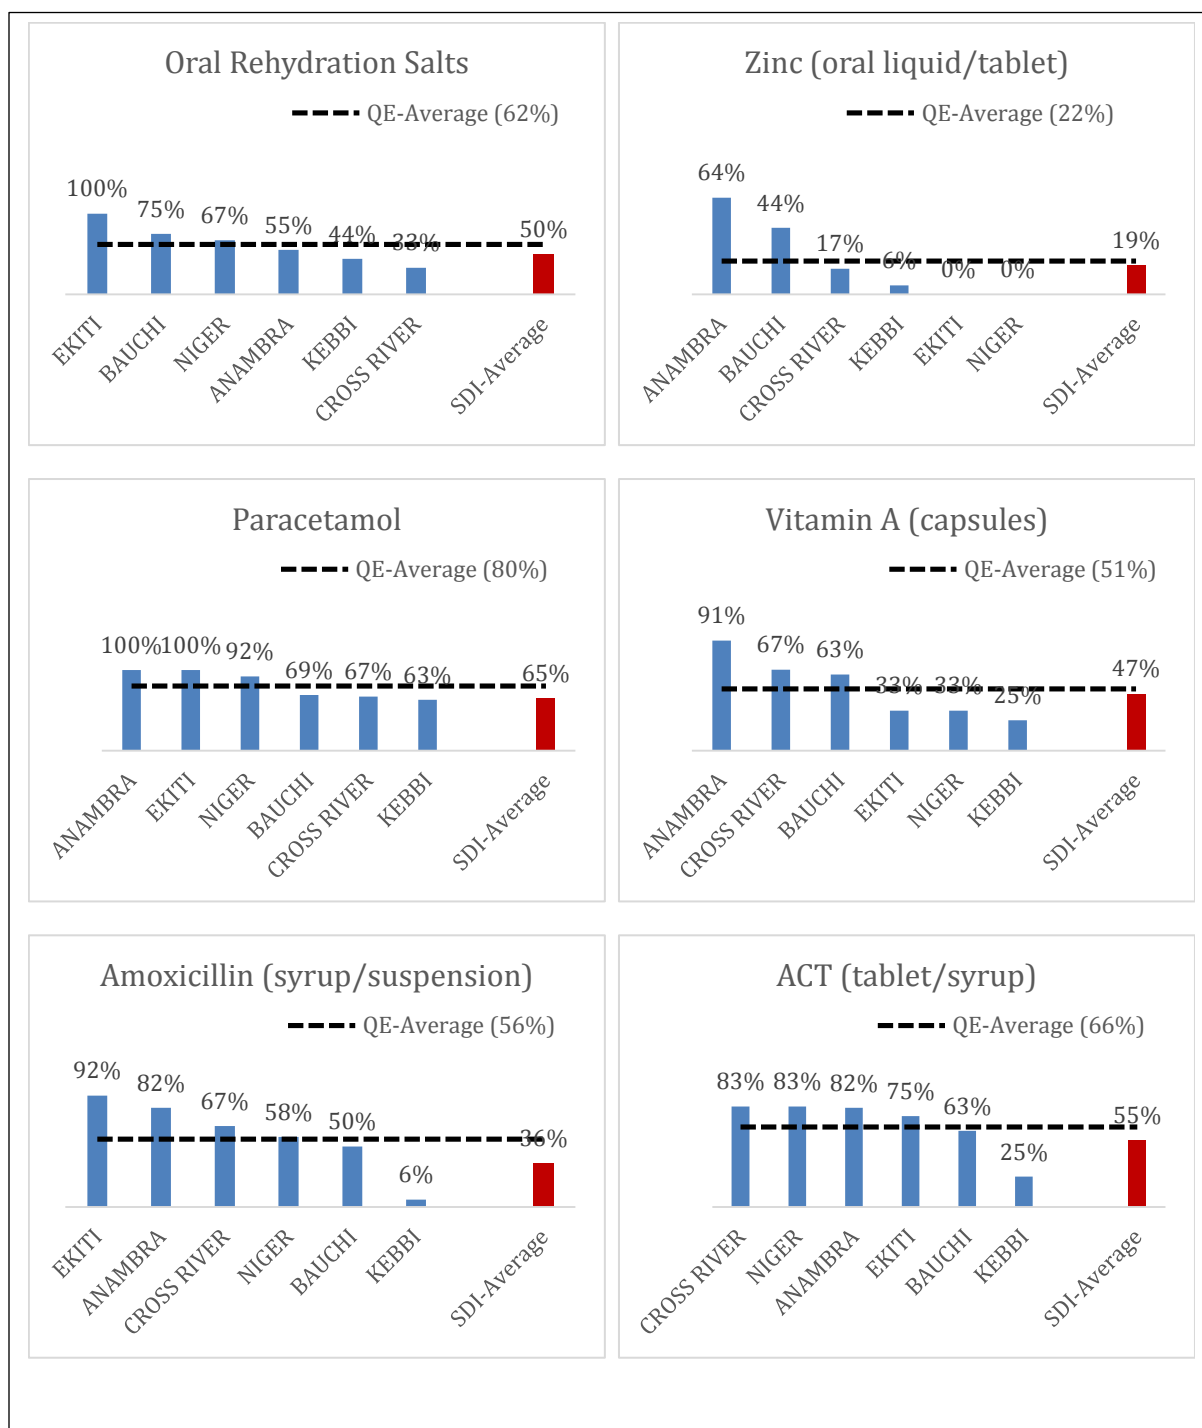 Oral Rehydration Salts
QE-Average (62%)
100%
75%
67%
55%
44%
33%
50%
EKITI
BAUCHI
NIGER
ANAMBRA
KEBBI
CROSS RIVER
SDI-Average
Zinc (oral liquid/tablet)
QE-Average (22%)
64%
44%
17%
6%
0%
0%
19%
ANAMBRA
BAUCHI
CROSS RIVER
KEBBI
EKITI
NIGER
SDI-Average
Paracetamol
QE-Average (80%)
100%
100%
92%
69%
67%
63%
65%
ANAMBRA
EKITI
NIGER
BAUCHI
CROSS RIVER
KEBBI
SDI-Average
Vitamin A (capsules)
QE-Average (51%)
91%
67%
63%
33%
33%
25%
47%
ANAMBRA
CROSS RIVER
BAUCHI
EKITI
NIGER
KEBBI
SDI-Average
Amoxicillin (syrup/suspension)
QE-Average (56%)
92%
82%
67%
58%
50%
6%
36%
EKITI
ANAMBRA
CROSS RIVER
NIGER
BAUCHI
KEBBI
SDI-Average
ACT (tablet/syrup)
QE-Average (66%)
83%
83%
82%
75%
63%
25%
55%
CROSS RIVER
NIGER
ANAMBRA
EKITI
BAUCHI
KEBBI
SDI-Average